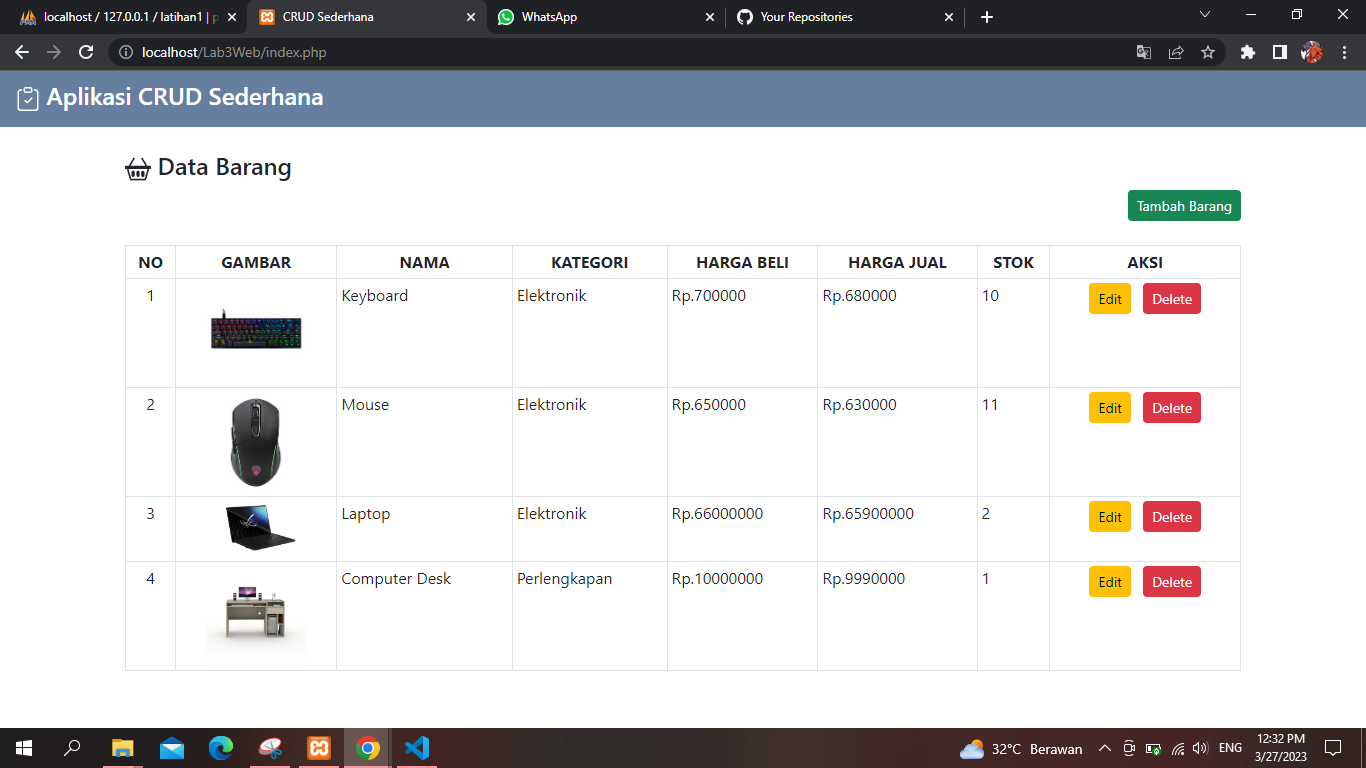 localhost / 127.0.0.1 / latihan1 | p
CRUD Sederhana
WhatsApp
Your Repositories
localhost/Lab3Web/index.php
Aplikasi CRUD Sederhana
Data Barang
Tambah Barang
NO GAMBAR NAMA KATEGORI HARGA BELI HARGA JUAL STOK AKSI
1 Keyboard Elektronik Rp.700000 Rp.680000 10 Edit Delete
2 Mouse Elektronik Rp.650000 Rp.630000 11 Edit Delete
3 Laptop Elektronik Rp.66000000 Rp.65900000 2 Edit Delete
4 Computer Desk Perlengkapan Rp.10000000 Rp.9990000 1 Edit Delete
32°C Berawan
ENG
12:32 PM
3/27/2023